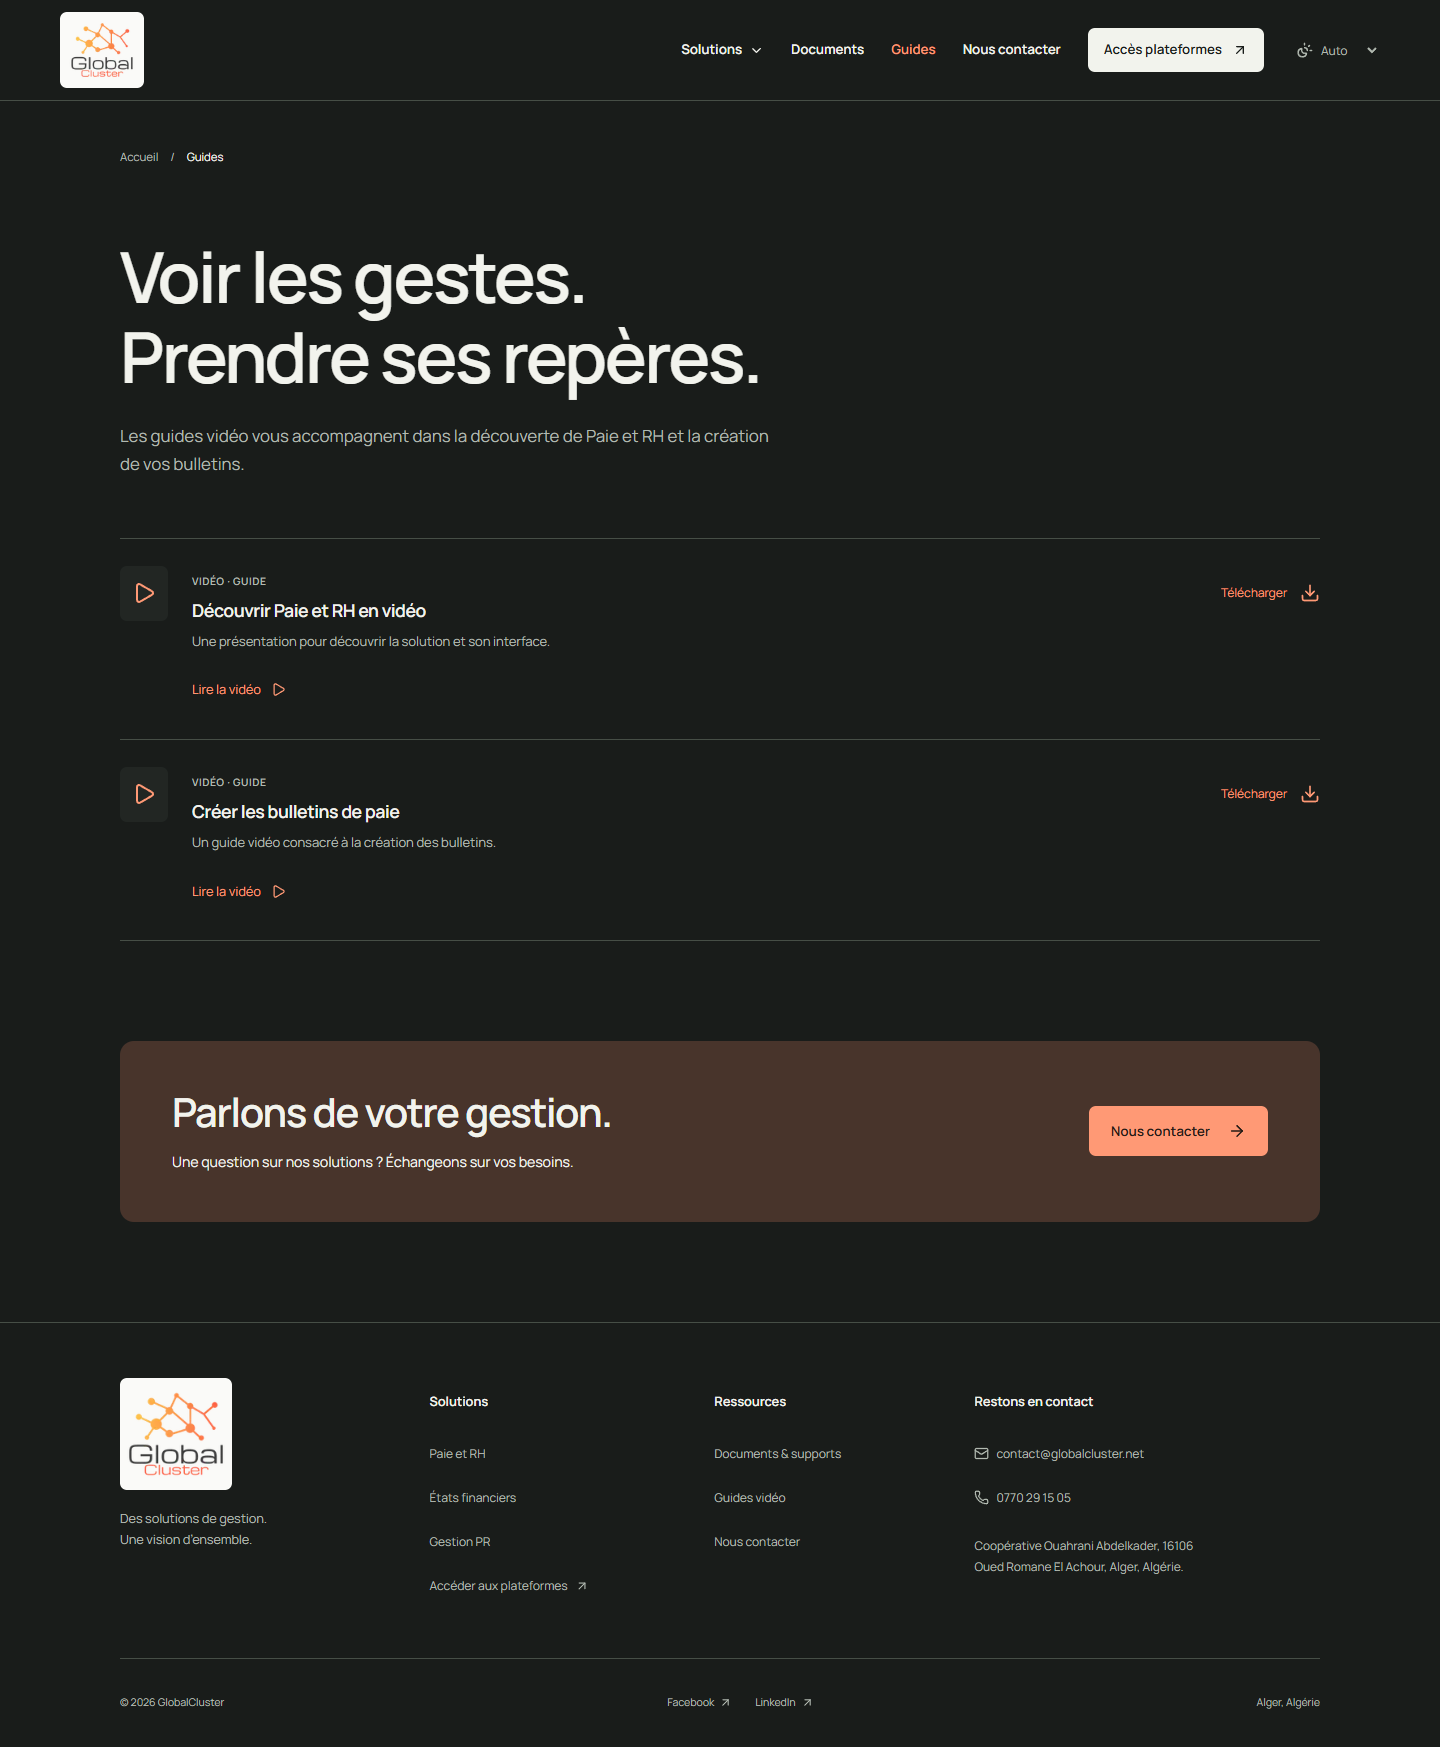 Global
Cluster
Solutions
Documents
Guides
Nous contacter
Accès plateformes
Auto
Accueil / Guides
Voir les gestes.
Prendre ses repères.
Les guides vidéo vous accompagnent dans la découverte de Paie et RH et la création
de vos bulletins.
VIDÉO · GUIDE
Découvrir Paie et RH en vidéo
Une présentation pour découvrir la solution et son interface.
Lire la vidéo
Télécharger
VIDÉO · GUIDE
Créer les bulletins de paie
Un guide vidéo consacré à la création des bulletins.
Lire la vidéo
Télécharger
Parlons de votre gestion.
Une question sur nos solutions ? Échangeons sur vos besoins.
Nous contacter
Global
Cluster
Des solutions de gestion.
Une vision d'ensemble.
Solutions
Paie et RH
États financiers
Gestion PR
Accéder aux plateformes
Ressources
Documents & supports
Guides vidéo
Nous contacter
Restons en contact
contact@globalcluster.net
0770 29 15 05
Coopérative Ouahrani Abdelkader, 16106
Oued Romane El Achour, Alger, Algérie.
© 2026 GlobalCluster
Facebook
LinkedIn
Alger, Algérie